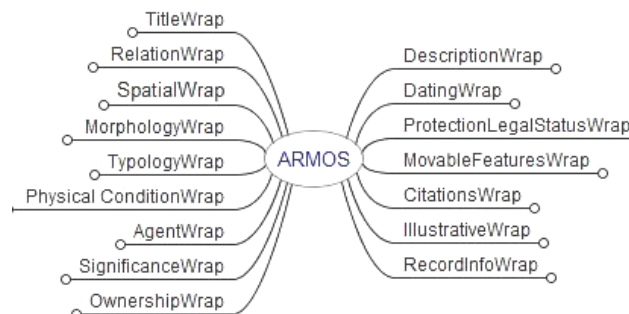 TitleWrap
RelationWrap
SpatialWrap
MorphologyWrap
TypologyWrap
Physical ConditionWrap
AgentWrap
SignificanceWrap
OwnershipWrap
ARMOS
DescriptionWrap
DatingWrap
ProtectionLegalStatusWrap
MovableFeaturesWrap
CitationsWrap
IllustrativeWrap
RecordInfoWrap